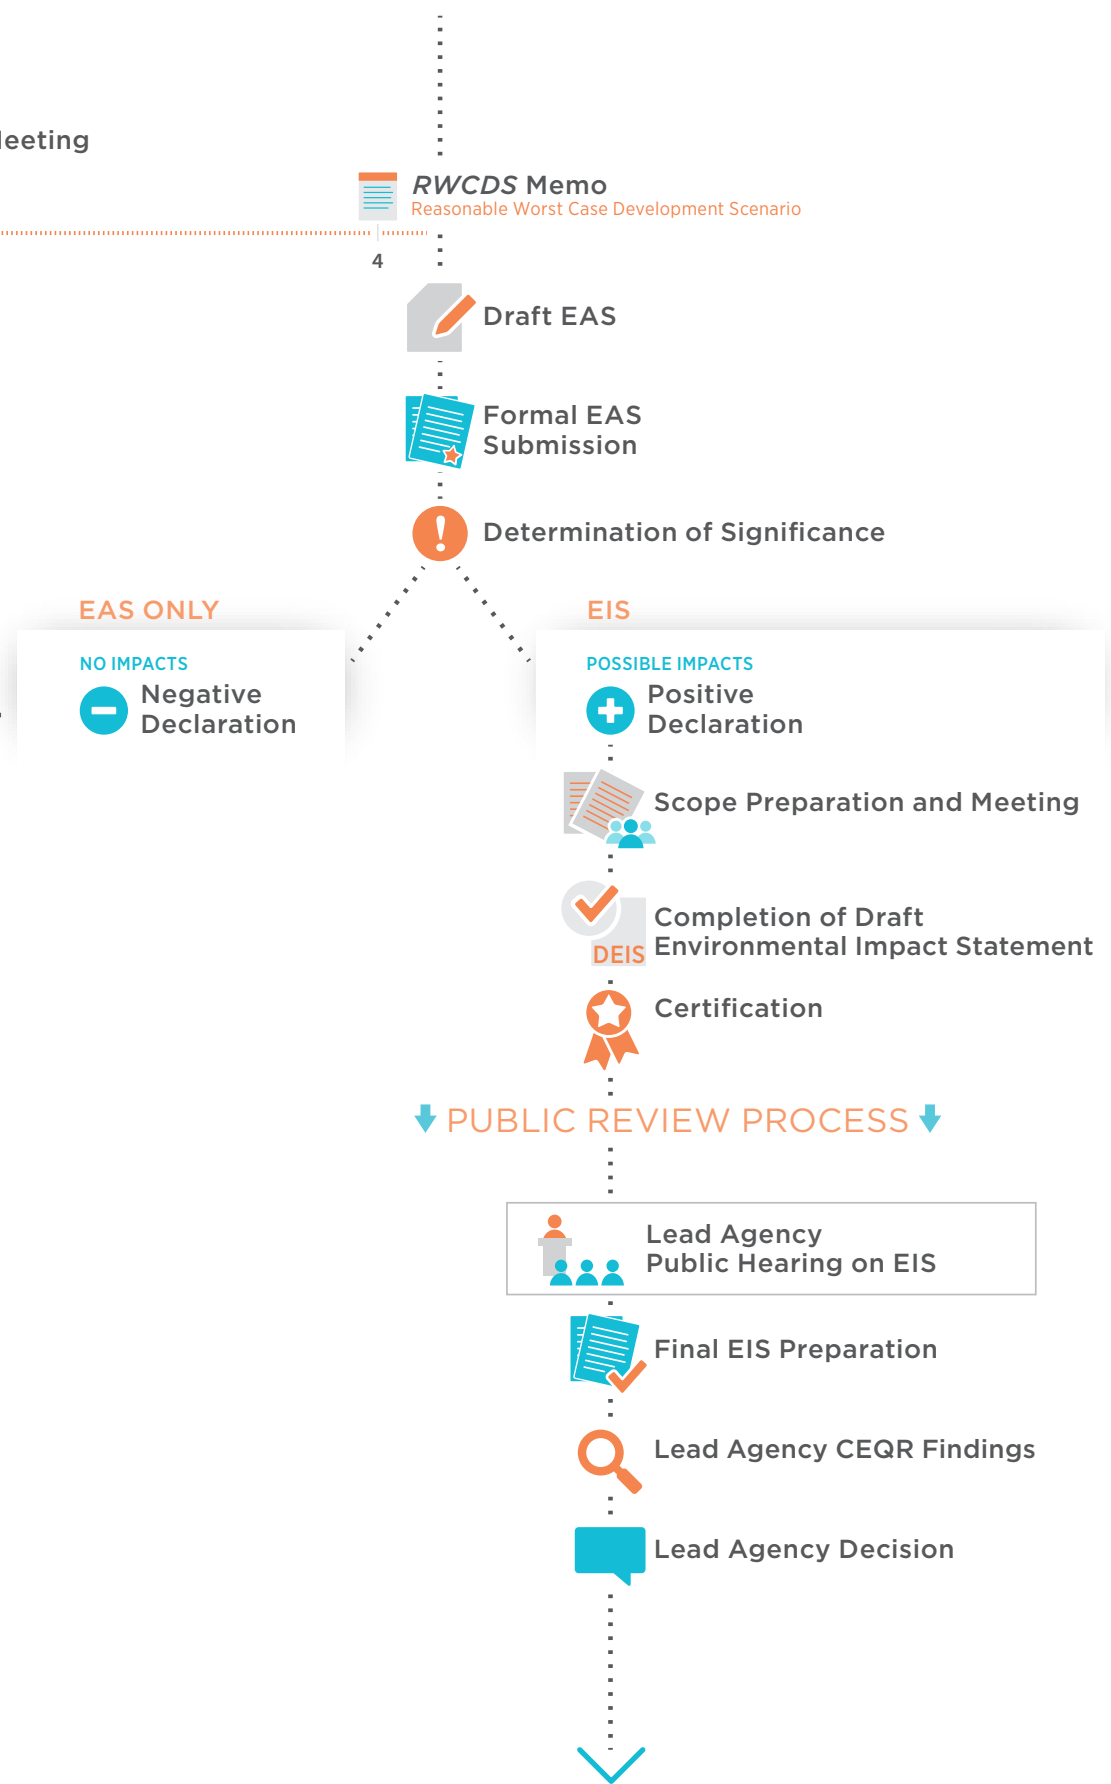 RWCDS Memo
Reasonable Worst Case Development Scenario
4
Draft EAS
Formal EAS
Submission
!
Determination of Significance
EAS ONLY
NO IMPACTS
Negative
Declaration
EIS
POSSIBLE IMPACTS
Positive
Declaration
Scope Preparation and Meeting
Completion of Draft
Environmental Impact Statement
DEIS
Certification
PUBLIC REVIEW PROCESS
Lead Agency
Public Hearing on EIS
Final EIS Preparation
Lead Agency CEQR Findings
Lead Agency Decision